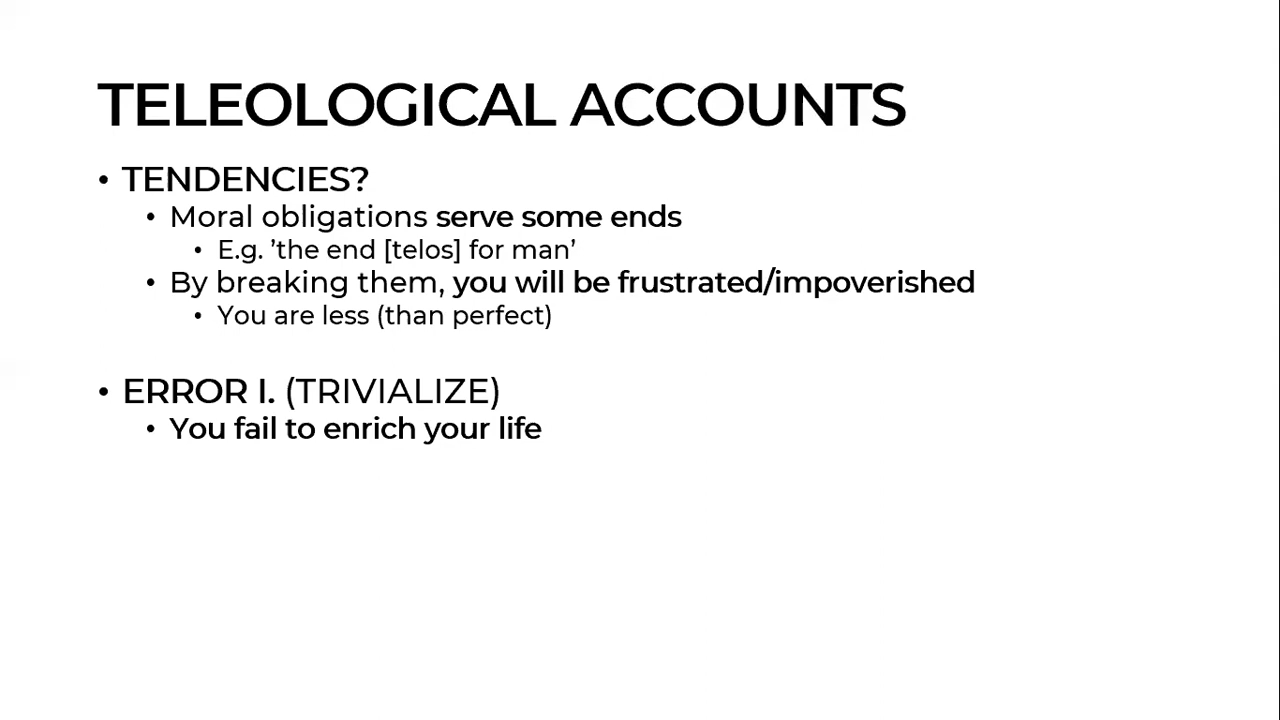 TELEOLOGICAL ACCOUNTS
• TENDENCIES?
• Moral obligations serve some ends
• E.g. ’the end [telos] for man’
• By breaking them, you will be frustrated/impoverished
• You are less (than perfect)
• ERROR I. (TRIVIALIZE)
• You fail to enrich your life